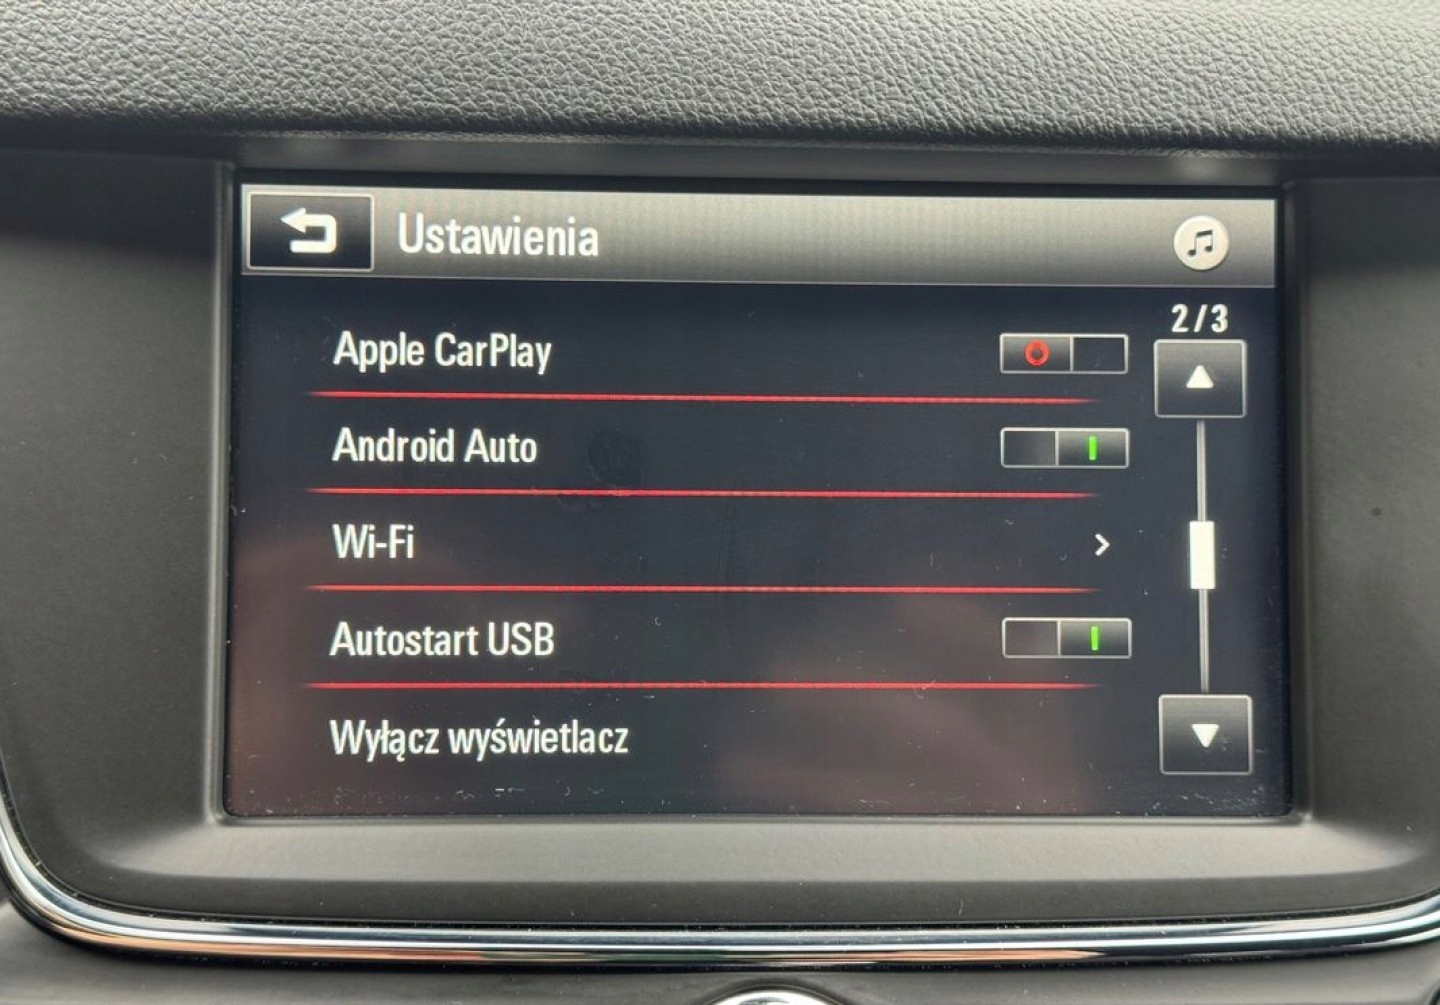 Ustawienia
2/3
Apple CarPlay
Android Auto
Wi-Fi
Autostart USB
Wyłącz wyświetlacz